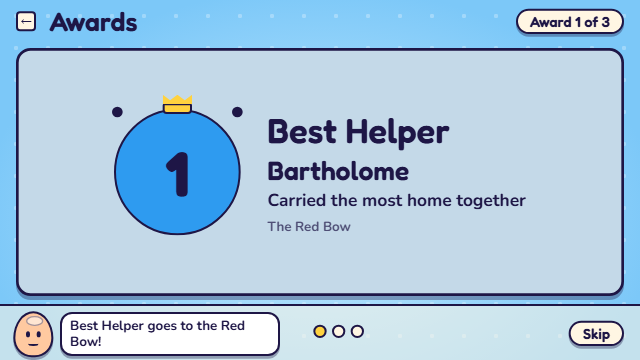 ← Awards
Award 1 of 3
1
Best Helper
Bartholome
Carried the most home together
The Red Bow
Best Helper goes to the Red
Bow!
Skip